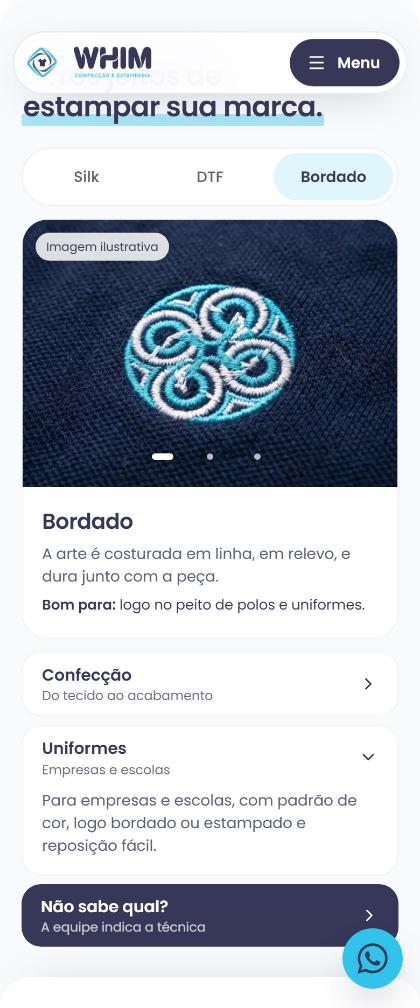 WHIM
CONFECÇÃO E ESTAMPARIA
Menu
jeitos de
estampar sua marca.
Silk
DTF
Bordado
Imagem ilustrativa
Bordado
A arte é costurada em linha, em relevo, e
dura junto com a peça.
Bom para: logo no peito de polos e uniformes.
Confecção
Do tecido ao acabamento
Uniformes
Empresas e escolas
Para empresas e escolas, com padrão de
cor, logo bordado ou estampado e
reposição fácil.
Não sabe qual?
A equipe indica a técnica